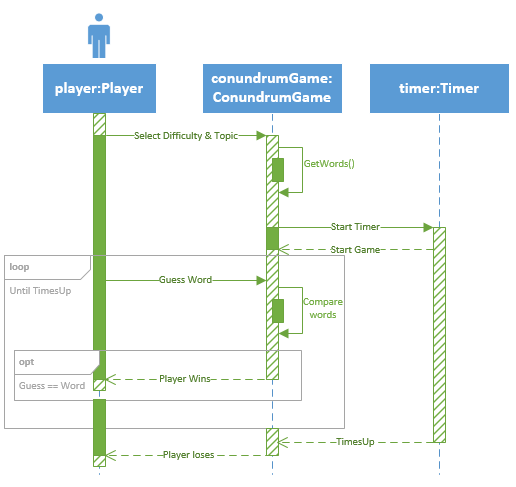 player:Player
conundrumGame:
ConundrumGame
timer:Timer
Select Difficulty & Topic
GetWords()
Start Timer
Start Game
loop
Until TimesUp
Guess Word
Compare
words
opt
Guess == Word
Player Wins
TimesUp
Player loses